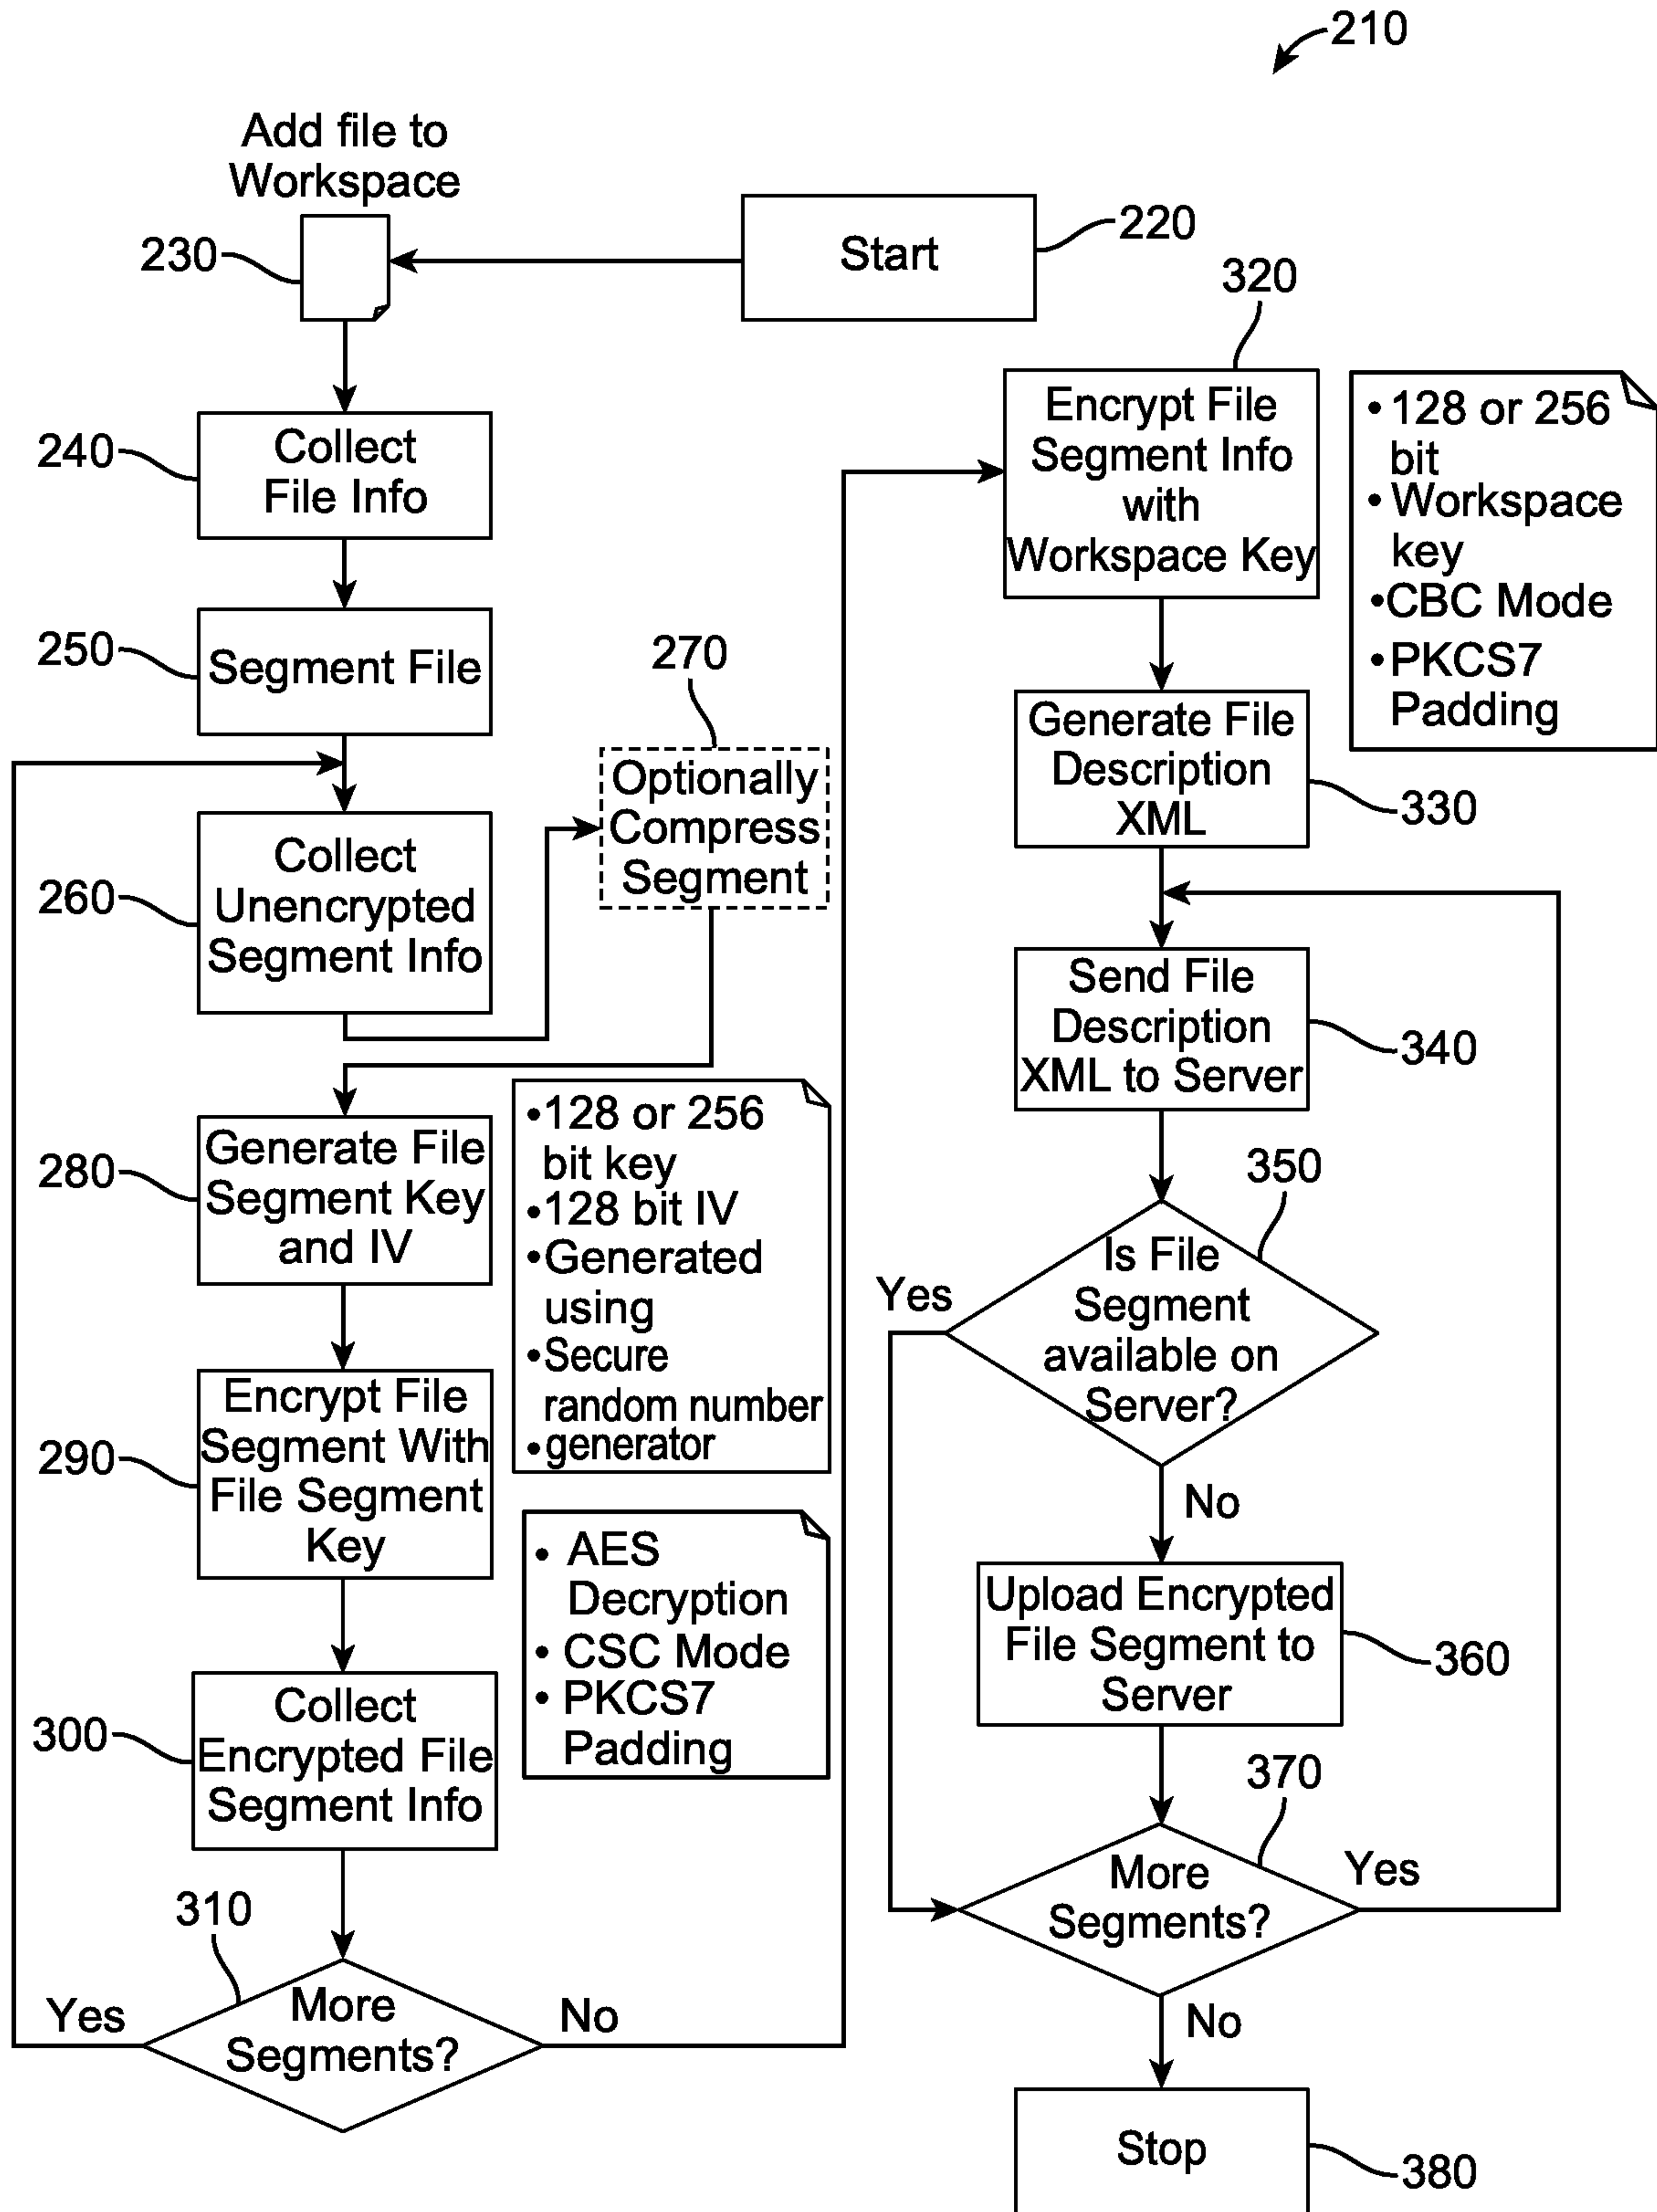 210
Add file to
Workspace
230
Start
220
240
Collect
File Info
250
Segment File
260
Collect
Unencrypted
Segment Info
270
Optionally
Compress
Segment
280
Generate File
Segment Key
and IV
•128 or 256
bit key
•128 bit IV
•Generated
using
•Secure
random number
•generator
290
Encrypt File
Segment With
File Segment
Key
• AES
Decryption
• CSC Mode
• PKCS7
Padding
300
Collect
Encrypted File
Segment Info
310
More
Segments?
Yes
No
320
Encrypt File
Segment Info
with
Workspace Key
• 128 or 256
bit
• Workspace
key
•CBC Mode
•PKCS7
Padding
Generate File
Description
XML
330
Send File
Description
XML to Server
340
350
Is File
Segment
available on
Server?
Yes
No
Upload Encrypted
File Segment to
Server
360
370
More
Segments?
Yes
No
Stop
380